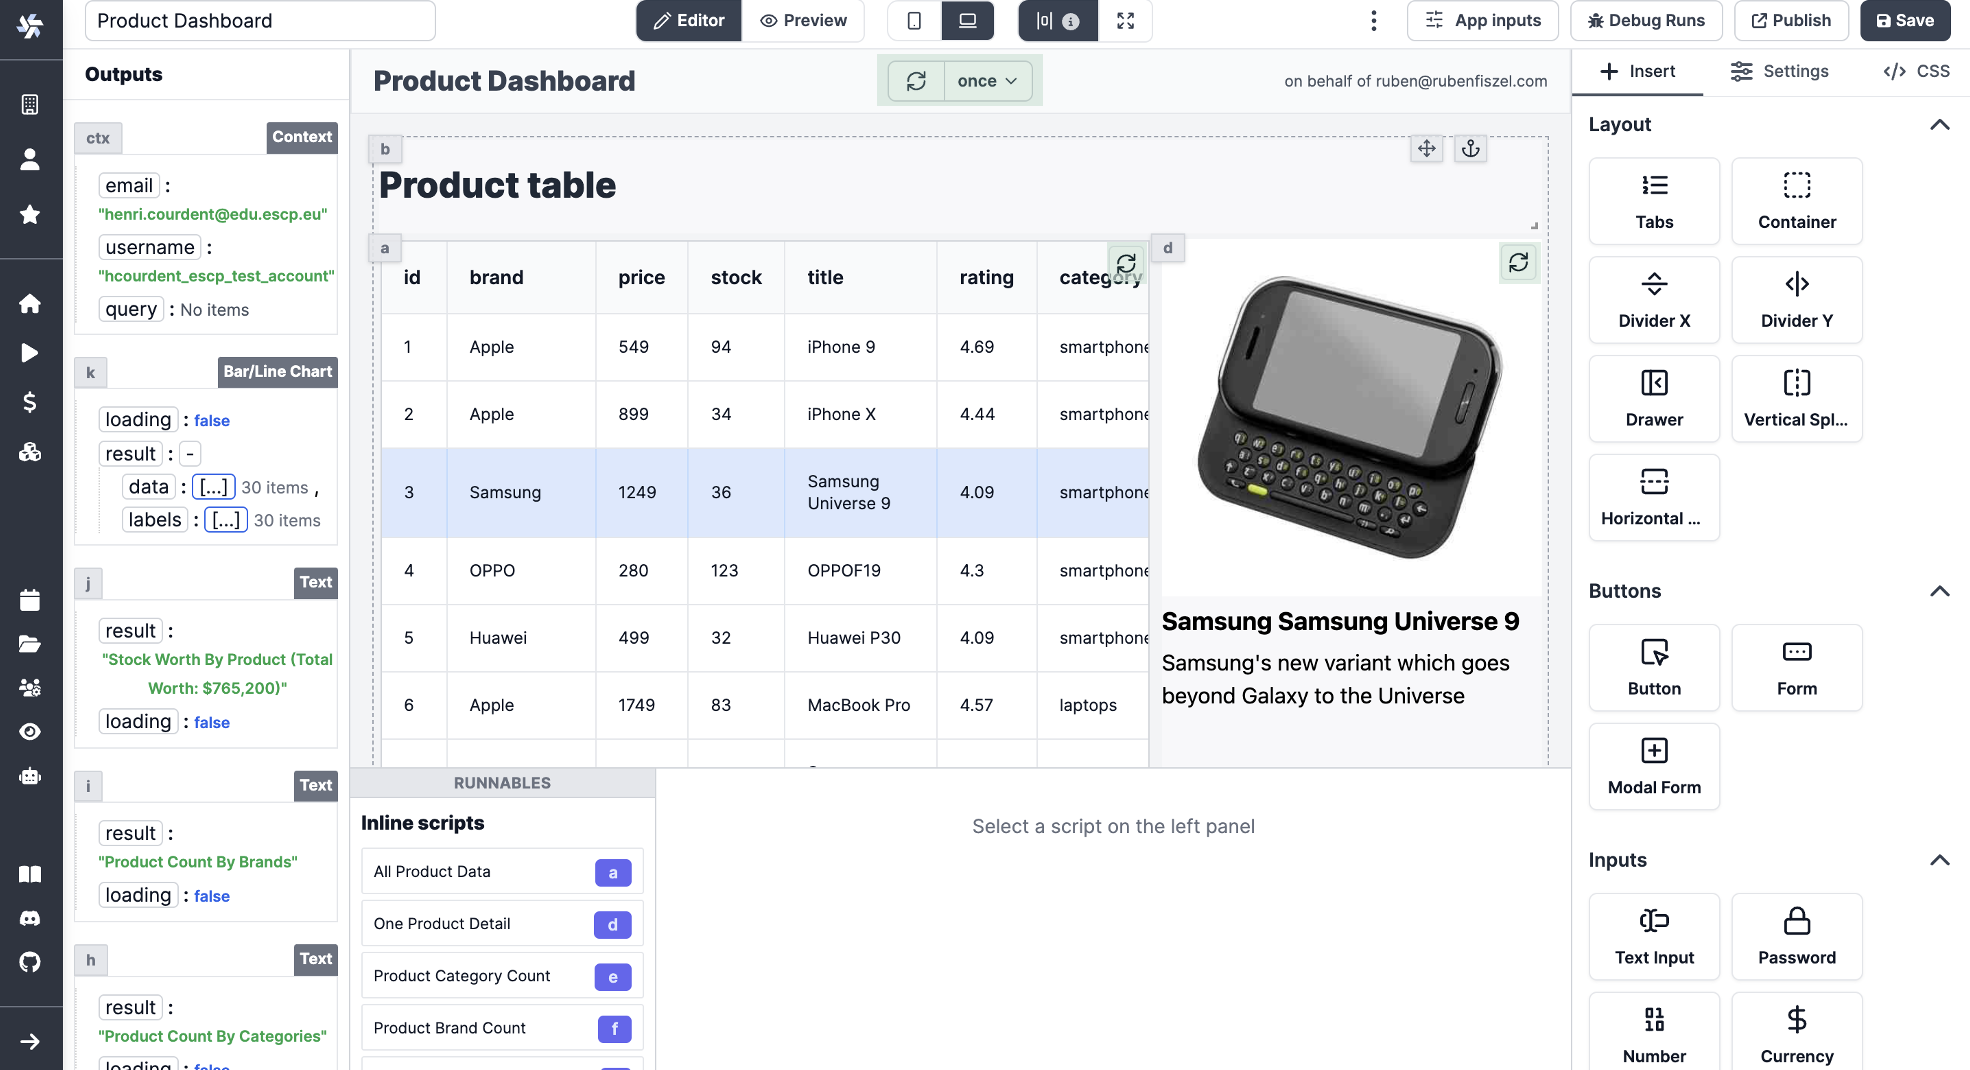 Product Dashboard
Editor
Preview
App inputs
Debug Runs
Publish
Save
Outputs
ctx
Context
email :
"henri.courdent@edu.escp.eu"
username :
"hcourdent_escp_test_account"
query : No items
k
Bar/Line Chart
loading : false
result : -
data : [...] 30 items ,
labels : [...] 30 items
j
Text
result :
"Stock Worth By Product (Total
Worth: $765,200)"
loading : false
i
Text
result :
"Product Count By Brands"
loading : false
h
Text
result :
"Product Count By Categories"
loading : false
Product Dashboard
once
on behalf of ruben@rubenfiszel.com
b
Product table
a
id brand price stock title rating category
1 Apple 549 94 iPhone 9 4.69 smartphone
2 Apple 899 34 iPhone X 4.44 smartphone
3 Samsung 1249 36 Samsung Universe 9 4.09 smartphone
4 OPPO 280 123 OPPOF19 4.3 smartphone
5 Huawei 499 32 Huawei P30 4.09 smartphone
6 Apple 1749 83 MacBook Pro 4.57 laptops
d
Samsung Samsung Universe 9
Samsung's new variant which goes
beyond Galaxy to the Universe
RUNNABLES
Inline scripts
All Product Data a
One Product Detail d
Product Category Count e
Product Brand Count f
Select a script on the left panel
Insert
Settings
CSS
Layout
Tabs
Container
Divider X
Divider Y
Drawer
Vertical Spl...
Horizontal ...
Buttons
Button
Form
Modal Form
Inputs
Text Input
Password
Number
Currency